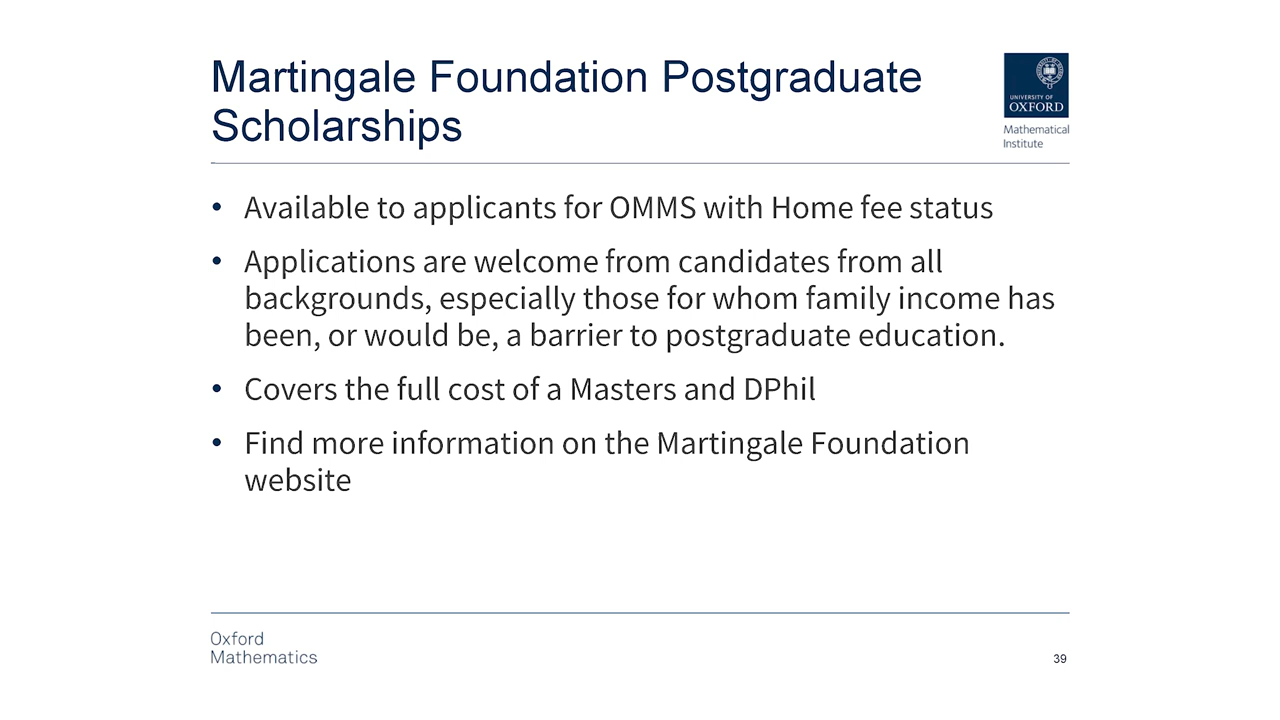 Martingale Foundation Postgraduate
Scholarships
UNIVERSITY OF
OXFORD
Mathematical
Institute
• Available to applicants for OMMS with Home fee status
• Applications are welcome from candidates from all
backgrounds, especially those for whom family income has
been, or would be, a barrier to postgraduate education.
• Covers the full cost of a Masters and DPhil
• Find more information on the Martingale Foundation
website
Oxford
Mathematics
39